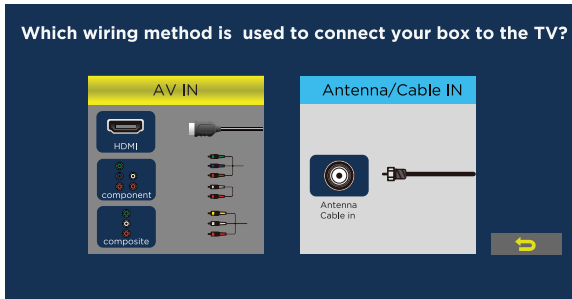 Which wiring method is used to connect your box to the TV?
AV IN
HDMI
component
composite
Antenna/Cable IN
Antenna
Cable in